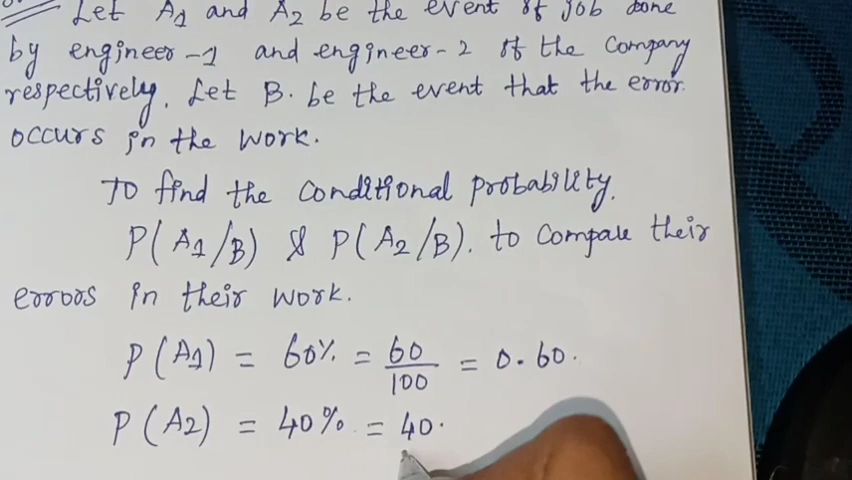 Let A1 and A2 be the event of job done
by engineer-1 and engineer-2 of the Company
respectively. Let B. be the event that the error.
occurs in the work.
To find the conditional probability.
P(A1/B) & P(A2/B). to compare their
errors in their work.
P(A1) = 60% = 60/100 = 0.60.
P(A2) = 40% = 40.